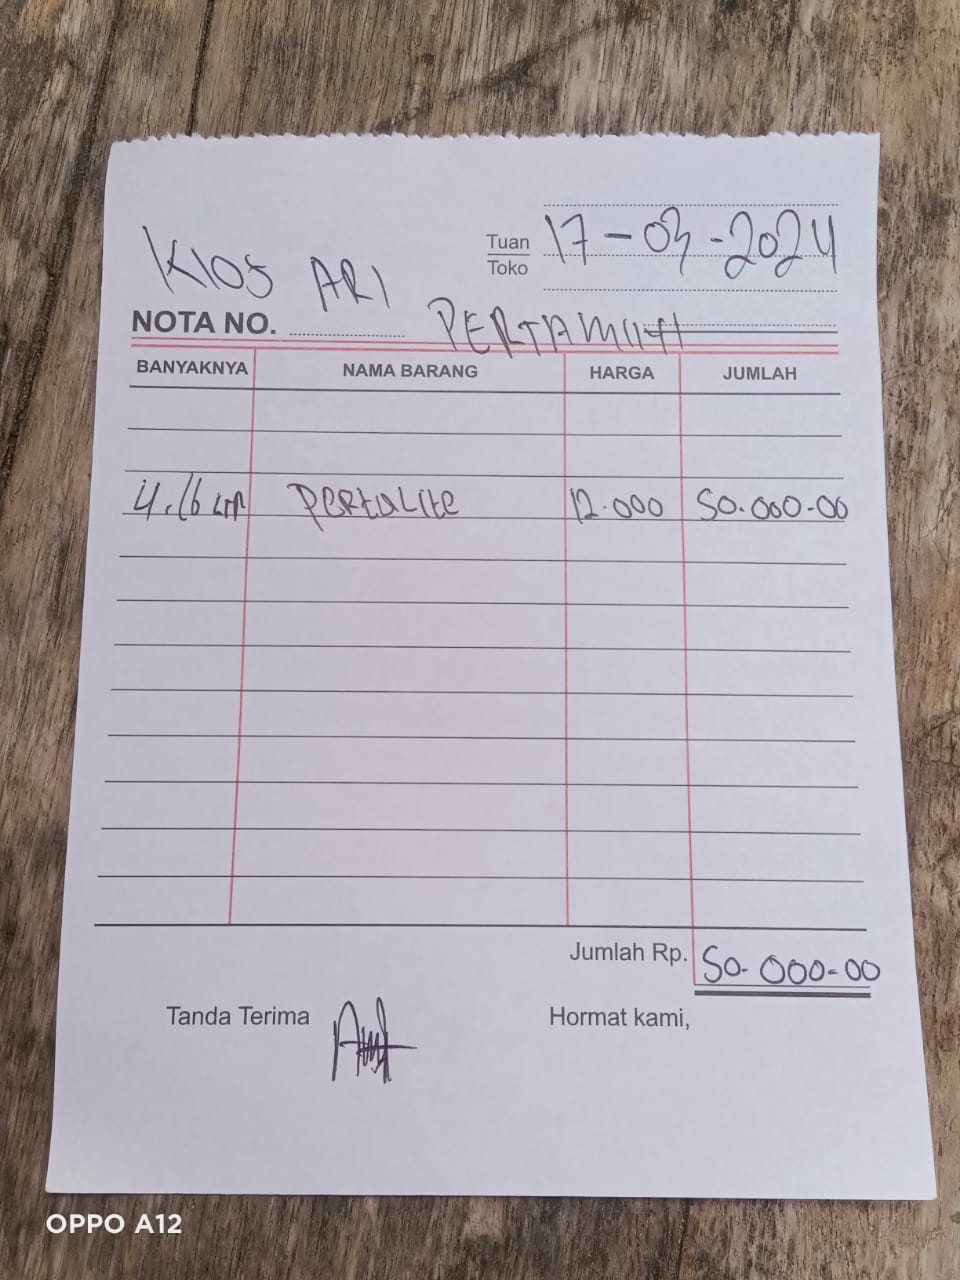 Tuan 17-03-2024
Toko
KIOS ARI
NOTA NO. PERTAMINI
BANYAKNYA NAMA BARANG HARGA JUMLAH
4.16 LTR PERTALITE 12.000 50.000-00
Jumlah Rp. 50.000-00
Tanda Terima Hormat kami,
OPPO A12